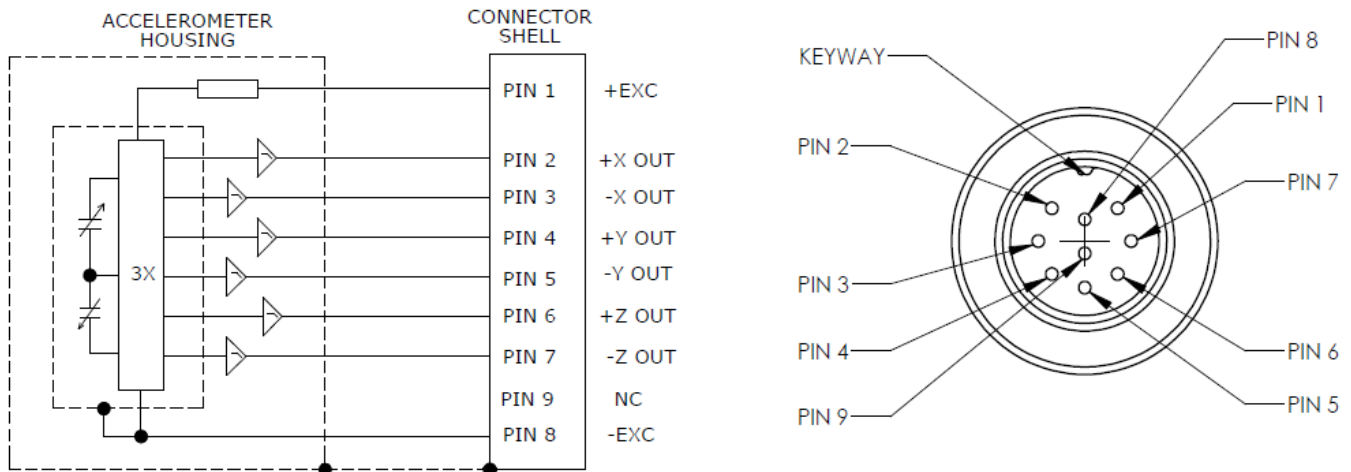 ACCELEROMETER
HOUSING
CONNECTOR
SHELL
PIN 1 +EXC
PIN 2 +X OUT
PIN 3 -X OUT
PIN 4 +Y OUT
3X
PIN 5 -Y OUT
PIN 6 +Z OUT
PIN 7 -Z OUT
PIN 9 NC
PIN 8 -EXC
KEYWAY
PIN 8
PIN 1
PIN 2
PIN 7
PIN 3
PIN 4
PIN 6
PIN 9
PIN 5